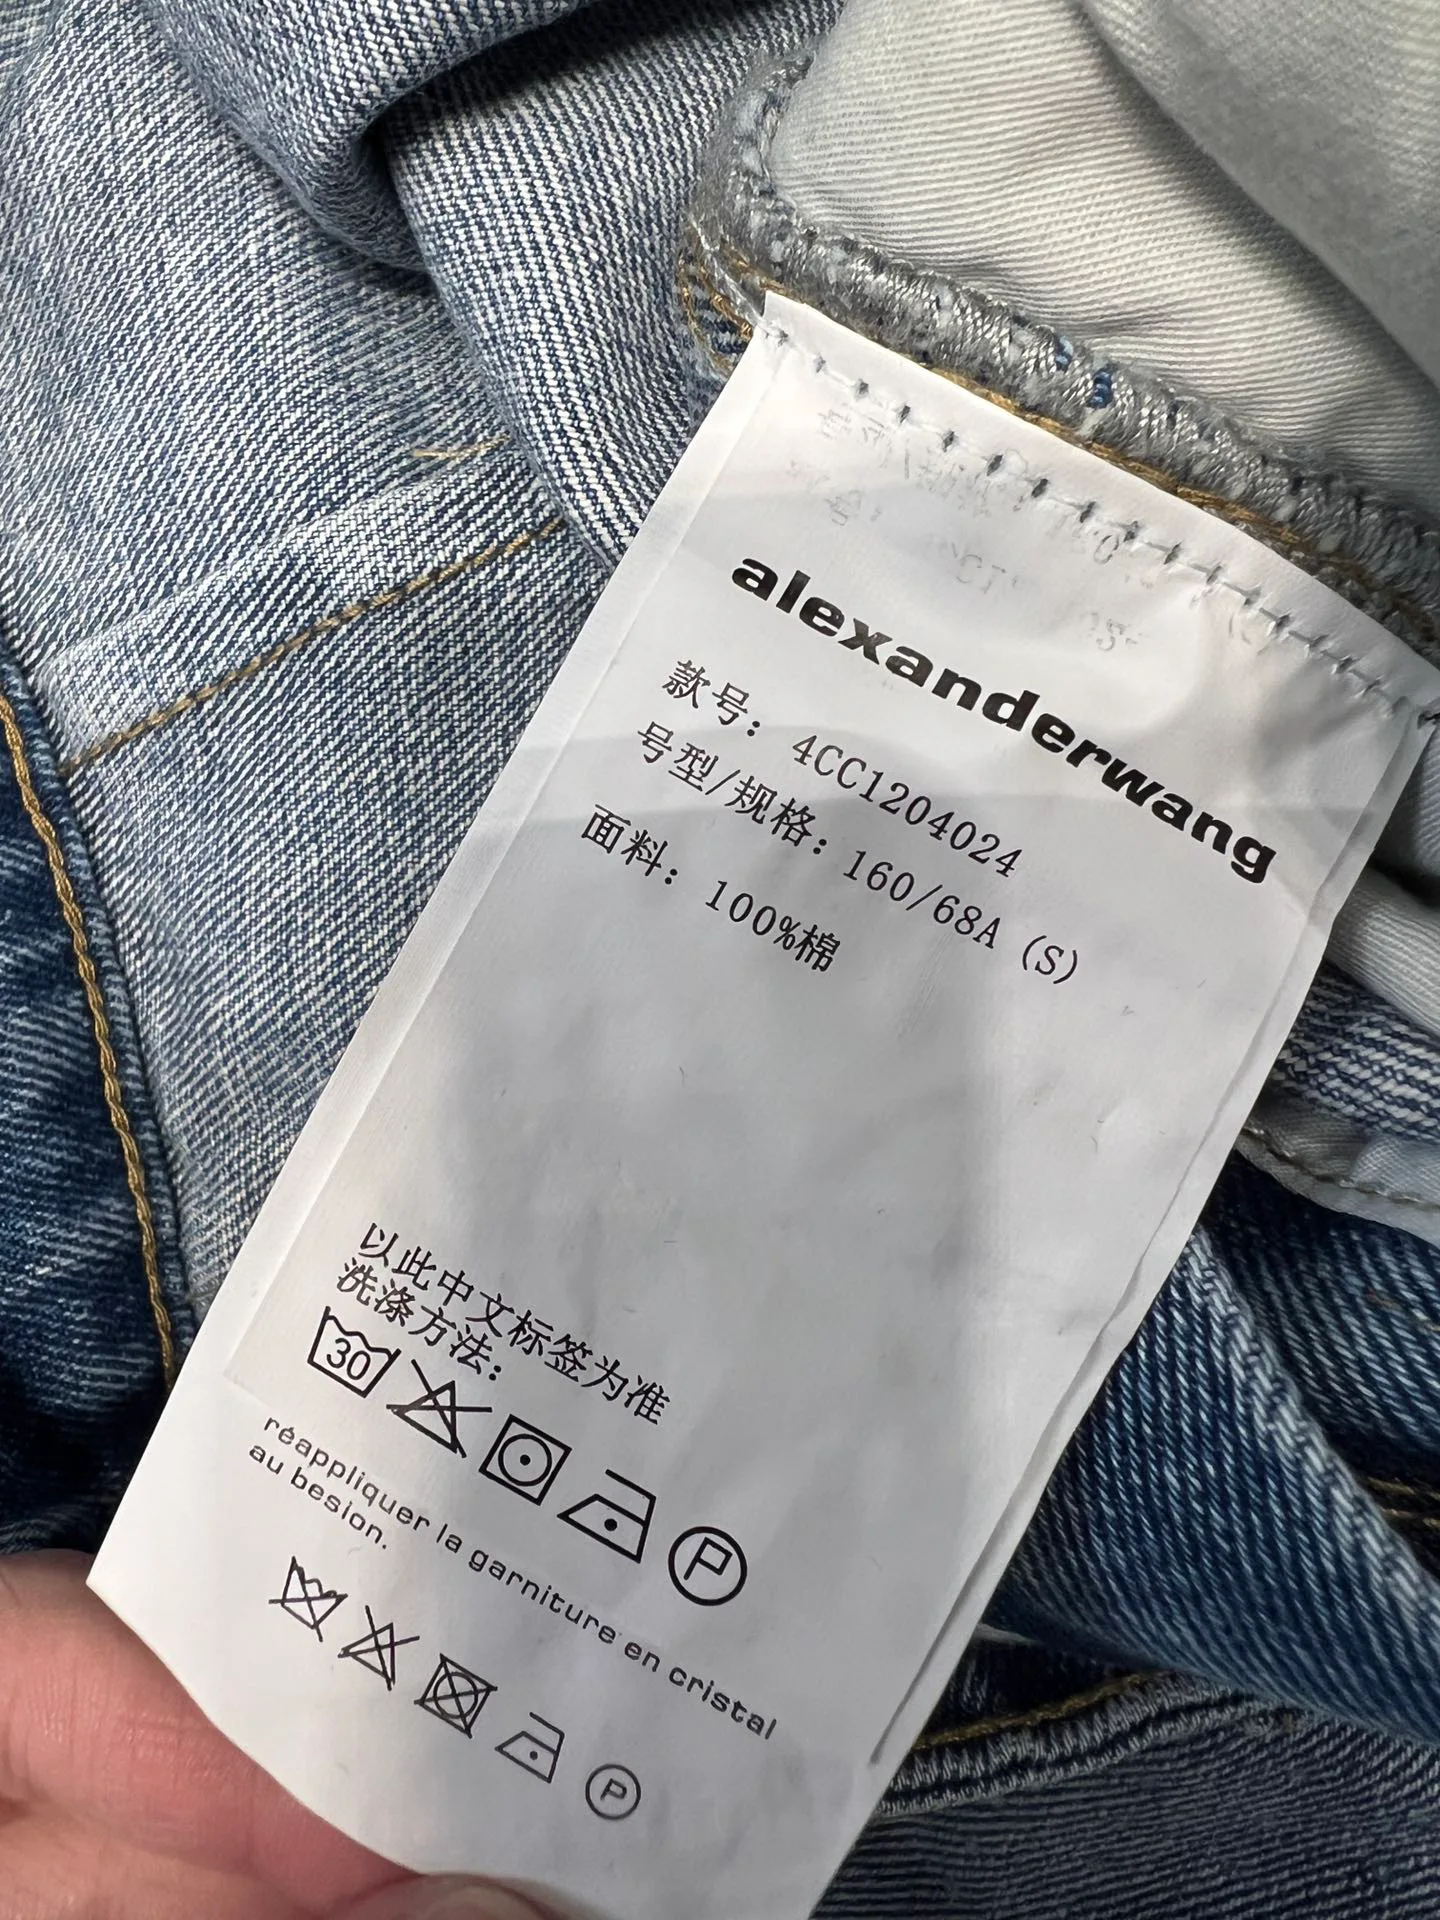 alexanderwang
款号: 4CC1204024
号型/规格: 160/68A (S)
面料: 100%棉
以此中文标签为准
洗涤方法:
30
P
réappliquer la garniture en cristal
au besion.
P